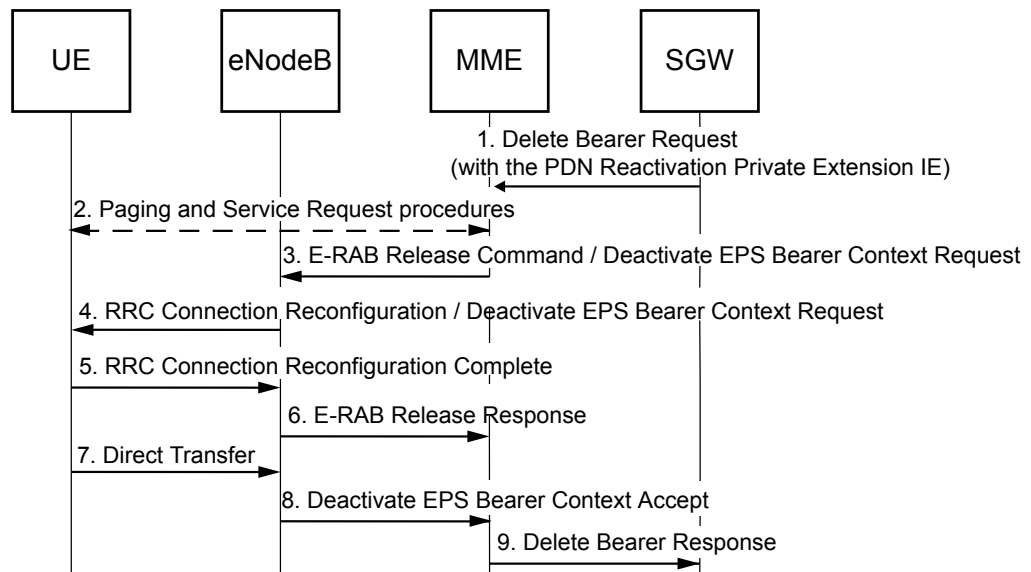 UE
eNodeB
MME
SGW
1. Delete Bearer Request
(with the PDN Reactivation Private Extension IE)
2. Paging and Service Request procedures
3. E-RAB Release Command / Deactivate EPS Bearer Context Request
4. RRC Connection Reconfiguration / Deactivate EPS Bearer Context Request
5. RRC Connection Reconfiguration Complete
6. E-RAB Release Response
7. Direct Transfer
8. Deactivate EPS Bearer Context Accept
9. Delete Bearer Response